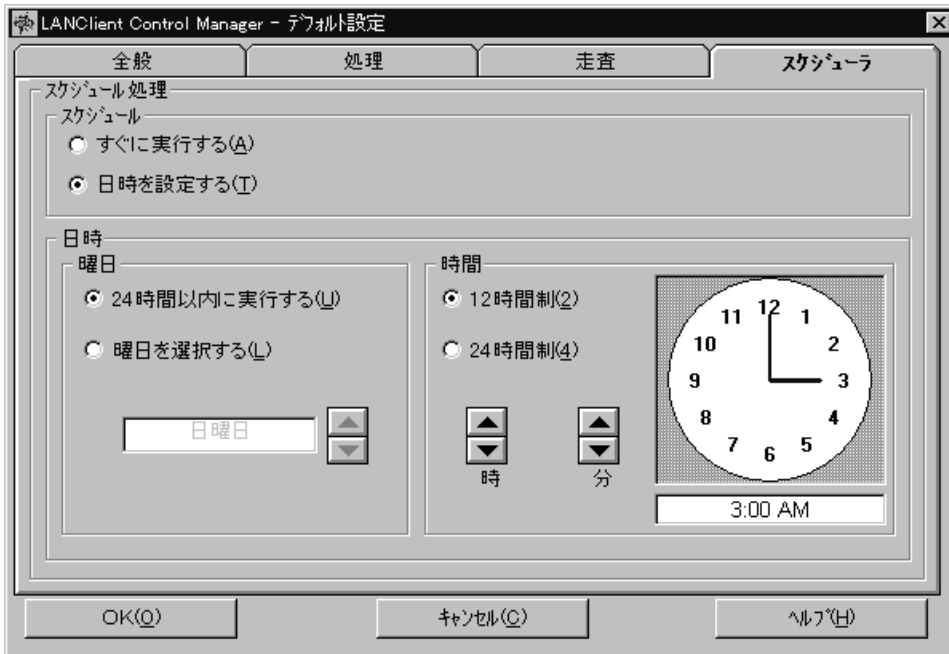 LANClient Control Manager - ﾃﾞﾌｫﾙﾄ設定
全般
処理
走査
ｽｹｼﾞｭｰﾗ
ｽｹｼﾞｭｰﾙ処理
ｽｹｼﾞｭｰﾙ
すぐに実行する(A)
日時を設定する(T)
日時
曜日
24時間以内に実行する(U)
曜日を選択する(L)
日曜日
時間
12時間制(2)
24時間制(4)
時
分
12
1
2
3
4
5
6
7
8
9
10
11
3:00 AM
OK(O)
ｷｬﾝｾﾙ(C)
ﾍﾙﾌﾟ(H)